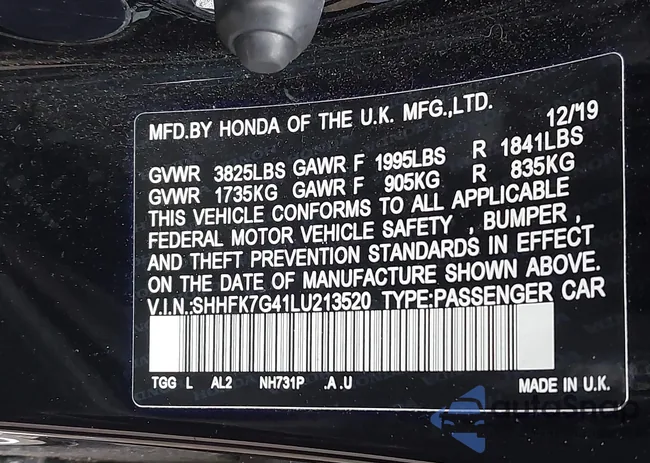 MFD.BY HONDA OF THE U.K. MFG.,LTD. 12/'19
GVWR 3825LBS GAWR F 1995LBS R 1841LBS
GVWR 1735KG GAWR F 905KG R 835KG
THIS VEHICLE CONFORMS TO ALL APPLICABLE
FEDERAL MOTOR VEHICLE SAFETY , BUMPER ,
AND THEFT PREVENTION STANDARDS IN EFFECT
ON THE DATE OF MANUFACTURE SHOWN ABOVE.
V.I.N.:SHHFK7G41LU213520 TYPE:PASSENGER CAR
TGG L AL2 NH731P .A .U MADE IN U.K.
autoSnap